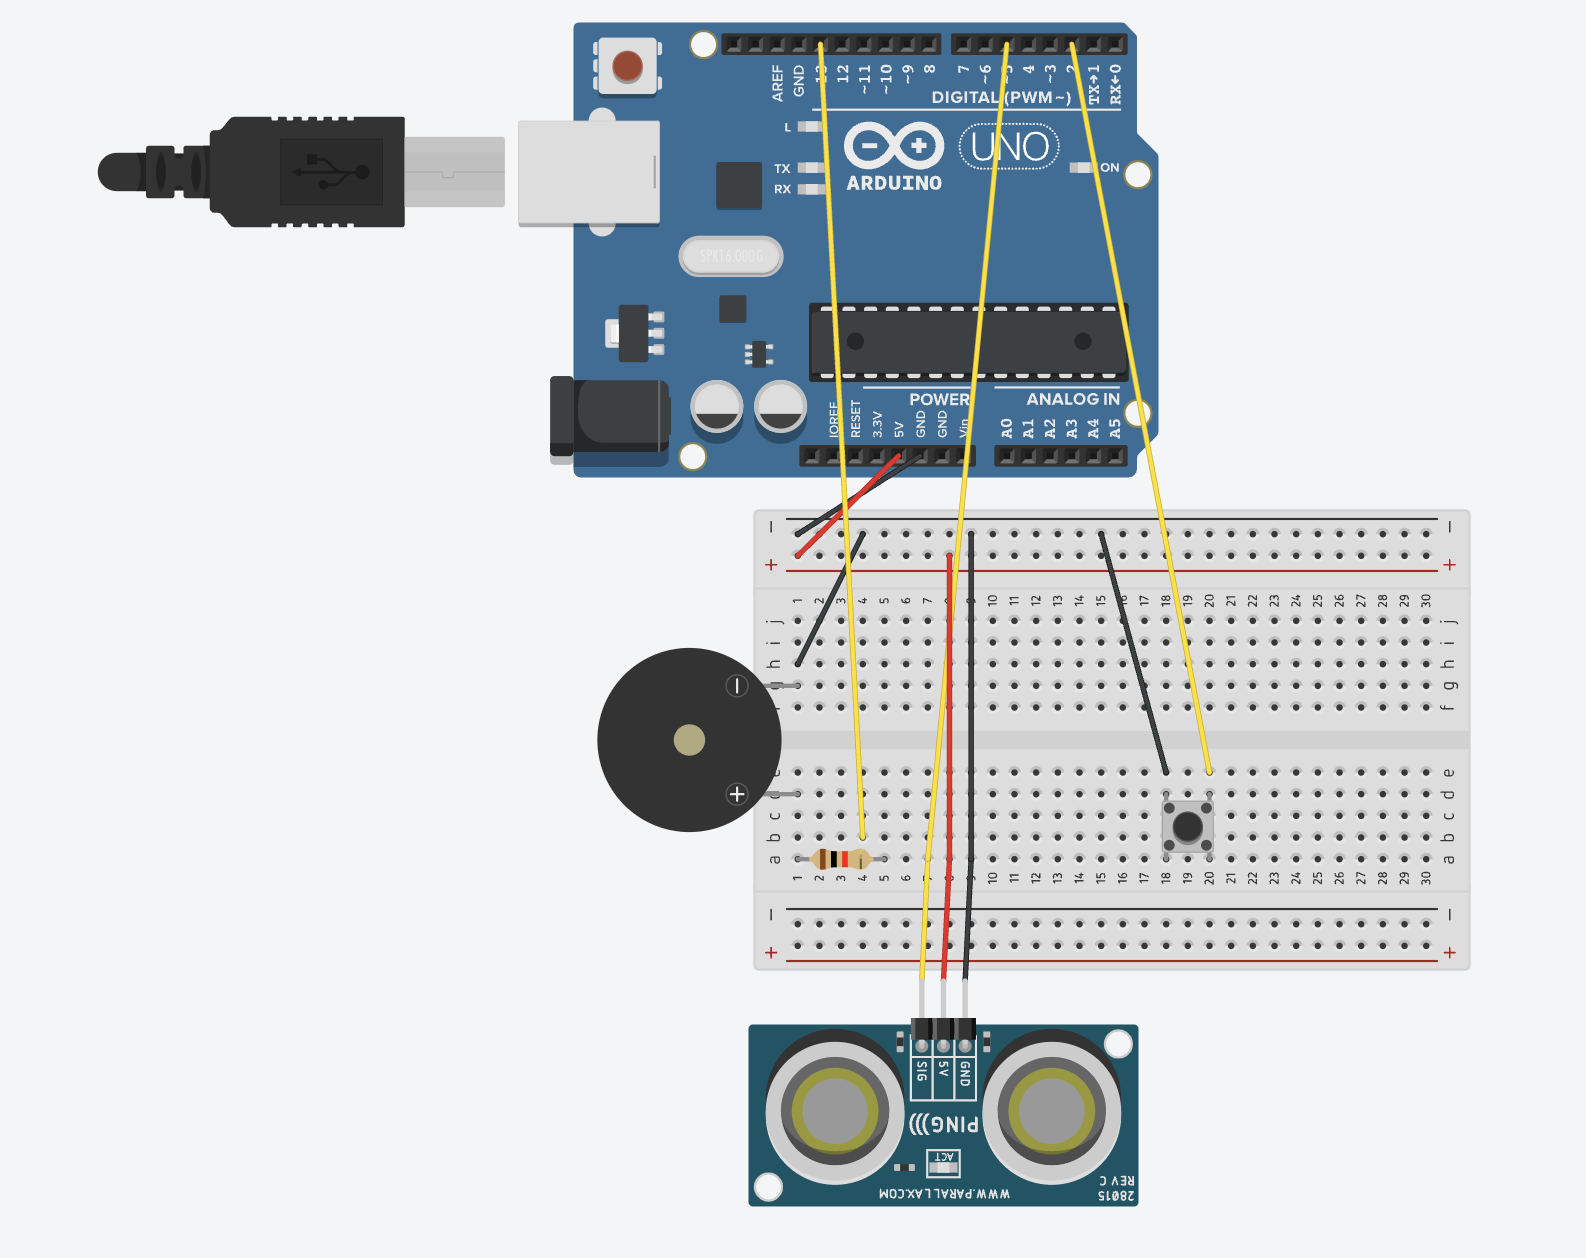 AREF
GND
13
12
~11
~10
~9
8
7
~6
~5
4
~3
2
TX→1
RX←0
DIGITAL (PWM~)
L
TX
RX
UNO
ON
ARDUINO
SPK16.000G
POWER
ANALOG IN
IOREF
RESET
3.3V
5V
GND
GND
Vin
A0
A1
A2
A3
A4
A5
− −
+ +
1 2 3 4 5 6 7 8 9 10 11 12 13 14 15 16 17 18 19 20 21 22 23 24 25 26 27 28 29 30
j j
i i
h h
g g
f f
e e
d d
c c
b b
a a
1 2 3 4 5 6 7 8 9 10 11 12 13 14 15 16 17 18 19 20 21 22 23 24 25 26 27 28 29 30
− −
+ +
−
+
SIG
5V
GND
PING)))
ACT
WWW.PARALLAX.COM
28015
REV C